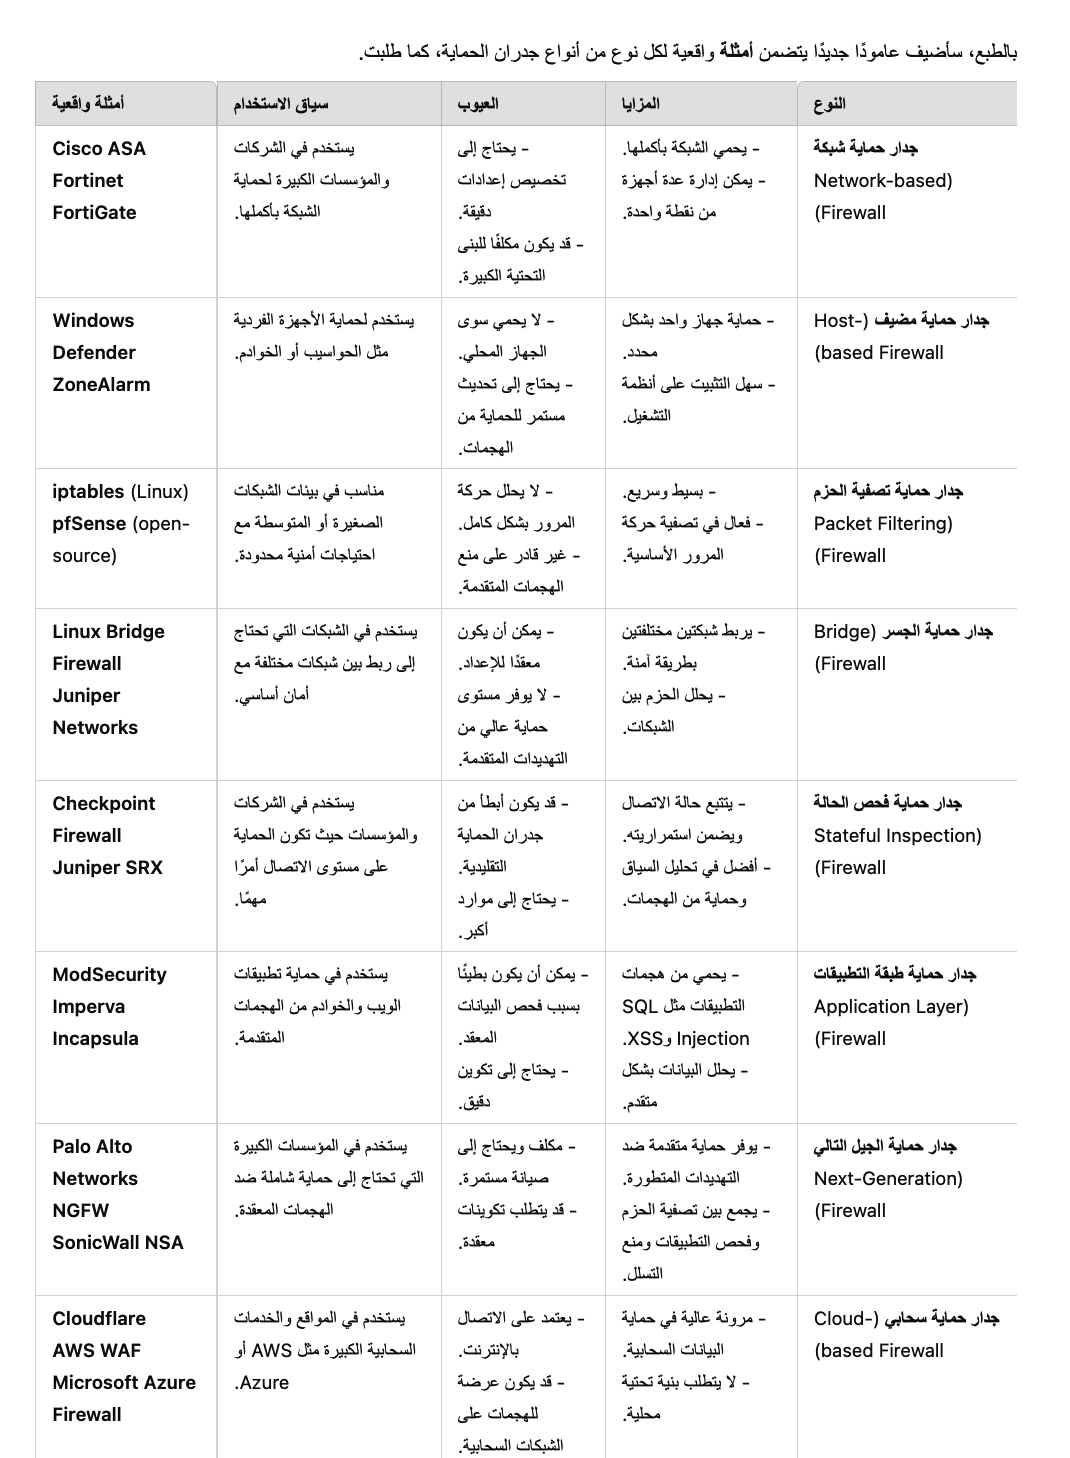 بالطبع، سأضيف عامودًا جديدًا يتضمن أمثلة واقعية لكل نوع من أنواع جدران الحماية، كما طلبت.
النوع
المزايا
العيوب
سياق الاستخدام
أمثلة واقعية
جدار حماية شبكة
(Network-based
Firewall)
- يحمي الشبكة بأكملها.
- يمكن إدارة عدة أجهزة
من نقطة واحدة.
- يحتاج إلى
تخصيص إعدادات
دقيقة.
- قد يكون مكلفًا للبنى
التحتية الكبيرة.
يستخدم في الشركات
والمؤسسات الكبيرة لحماية
الشبكة بأكملها.
Cisco ASA
Fortinet
FortiGate
جدار حماية مضيف (Host-
based Firewall)
- حماية جهاز واحد بشكل
محدد.
- سهل التثبيت على أنظمة
التشغيل.
- لا يحمي سوى
الجهاز المحلي.
- يحتاج إلى تحديث
مستمر للحماية من
الهجمات.
يستخدم لحماية الأجهزة الفردية
مثل الحواسيب أو الخوادم.
Windows
Defender
ZoneAlarm
جدار حماية تصفية الحزم
(Packet Filtering
Firewall)
- بسيط وسريع.
- فعال في تصفية حركة
المرور الأساسية.
- لا يحلل حركة
المرور بشكل كامل.
- غير قادر على منع
الهجمات المتقدمة.
مناسب في بيئات الشبكات
الصغيرة أو المتوسطة مع
احتياجات أمنية محدودة.
iptables (Linux)
pfSense (open-
source)
جدار حماية الجسر (Bridge
Firewall)
- يربط شبكتين مختلفتين
بطريقة آمنة.
- يحلل الحزم بين
الشبكات.
- يمكن أن يكون
معقدًا للإعداد.
- لا يوفر مستوى
حماية عالي من
التهديدات المتقدمة.
يستخدم في الشبكات التي تحتاج
إلى ربط بين شبكات مختلفة مع
أمان أساسي.
Linux Bridge
Firewall
Juniper
Networks
جدار حماية فحص الحالة
(Stateful Inspection
Firewall)
- يتتبع حالة الاتصال
ويضمن استمراريته.
- أفضل في تحليل السياق
وحماية من الهجمات.
- قد يكون أبطأ من
جدران الحماية
التقليدية.
- يحتاج إلى موارد
أكبر.
يستخدم في الشركات
والمؤسسات حيث تكون الحماية
على مستوى الاتصال أمرًا
مهمًا.
Checkpoint
Firewall
Juniper SRX
جدار حماية طبقة التطبيقات
(Application Layer
Firewall)
- يحمي من هجمات
التطبيقات مثل SQL
Injection وXSS.
- يحلل البيانات بشكل
متقدم.
- يمكن أن يكون بطيئًا
بسبب فحص البيانات
المعقد.
- يحتاج إلى تكوين
دقيق.
يستخدم في حماية تطبيقات
الويب والخوادم من الهجمات
المتقدمة.
ModSecurity
Imperva
Incapsula
جدار حماية الجيل التالي
(Next-Generation
Firewall)
- يوفر حماية متقدمة ضد
التهديدات المتطورة.
- يجمع بين تصفية الحزم
وفحص التطبيقات ومنع
التسلل.
- مكلف ويحتاج إلى
صيانة مستمرة.
- قد يتطلب تكوينات
معقدة.
يستخدم في المؤسسات الكبيرة
التي تحتاج إلى حماية شاملة ضد
الهجمات المعقدة.
Palo Alto
Networks
NGFW
SonicWall NSA
جدار حماية سحابي (Cloud-
based Firewall)
- مرونة عالية في حماية
البيانات السحابية.
- لا يتطلب بنية تحتية
محلية.
- يعتمد على الاتصال
بالإنترنت.
- قد يكون عرضة
للهجمات على
الشبكات السحابية.
يستخدم في المواقع والخدمات
السحابية الكبيرة مثل AWS أو
Azure.
Cloudflare
AWS WAF
Microsoft Azure
Firewall